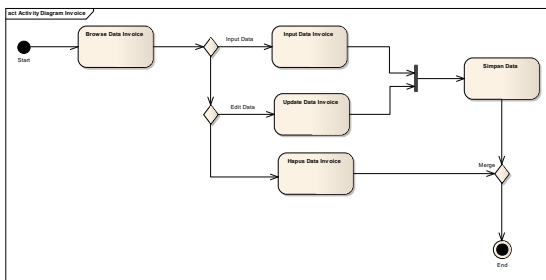 act Activity Diagram Invoice
Browse Data Invoice
Input Data
Input Data Invoice
Simpan Data
Start
Edit Data
Update Data Invoice
Hapus Data Invoice
Merge
End